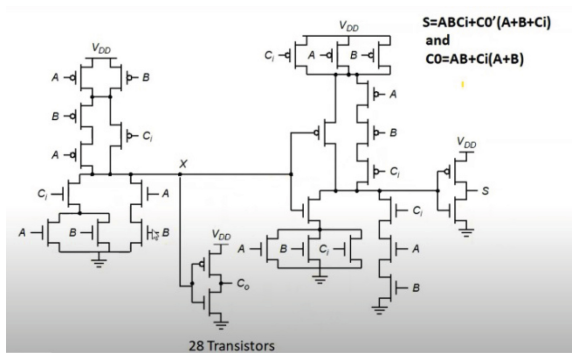 S=ABCi+C0'(A+B+Ci)
and
C0=AB+Ci(A+B)
VDD
A
B
B
Ci
A
X
Ci
A
A
B
B
VDD
Co
VDD
Ci
A
B
A
B
Ci
VDD
S
Ci
A
B
Ci
A
B
28 Transistors